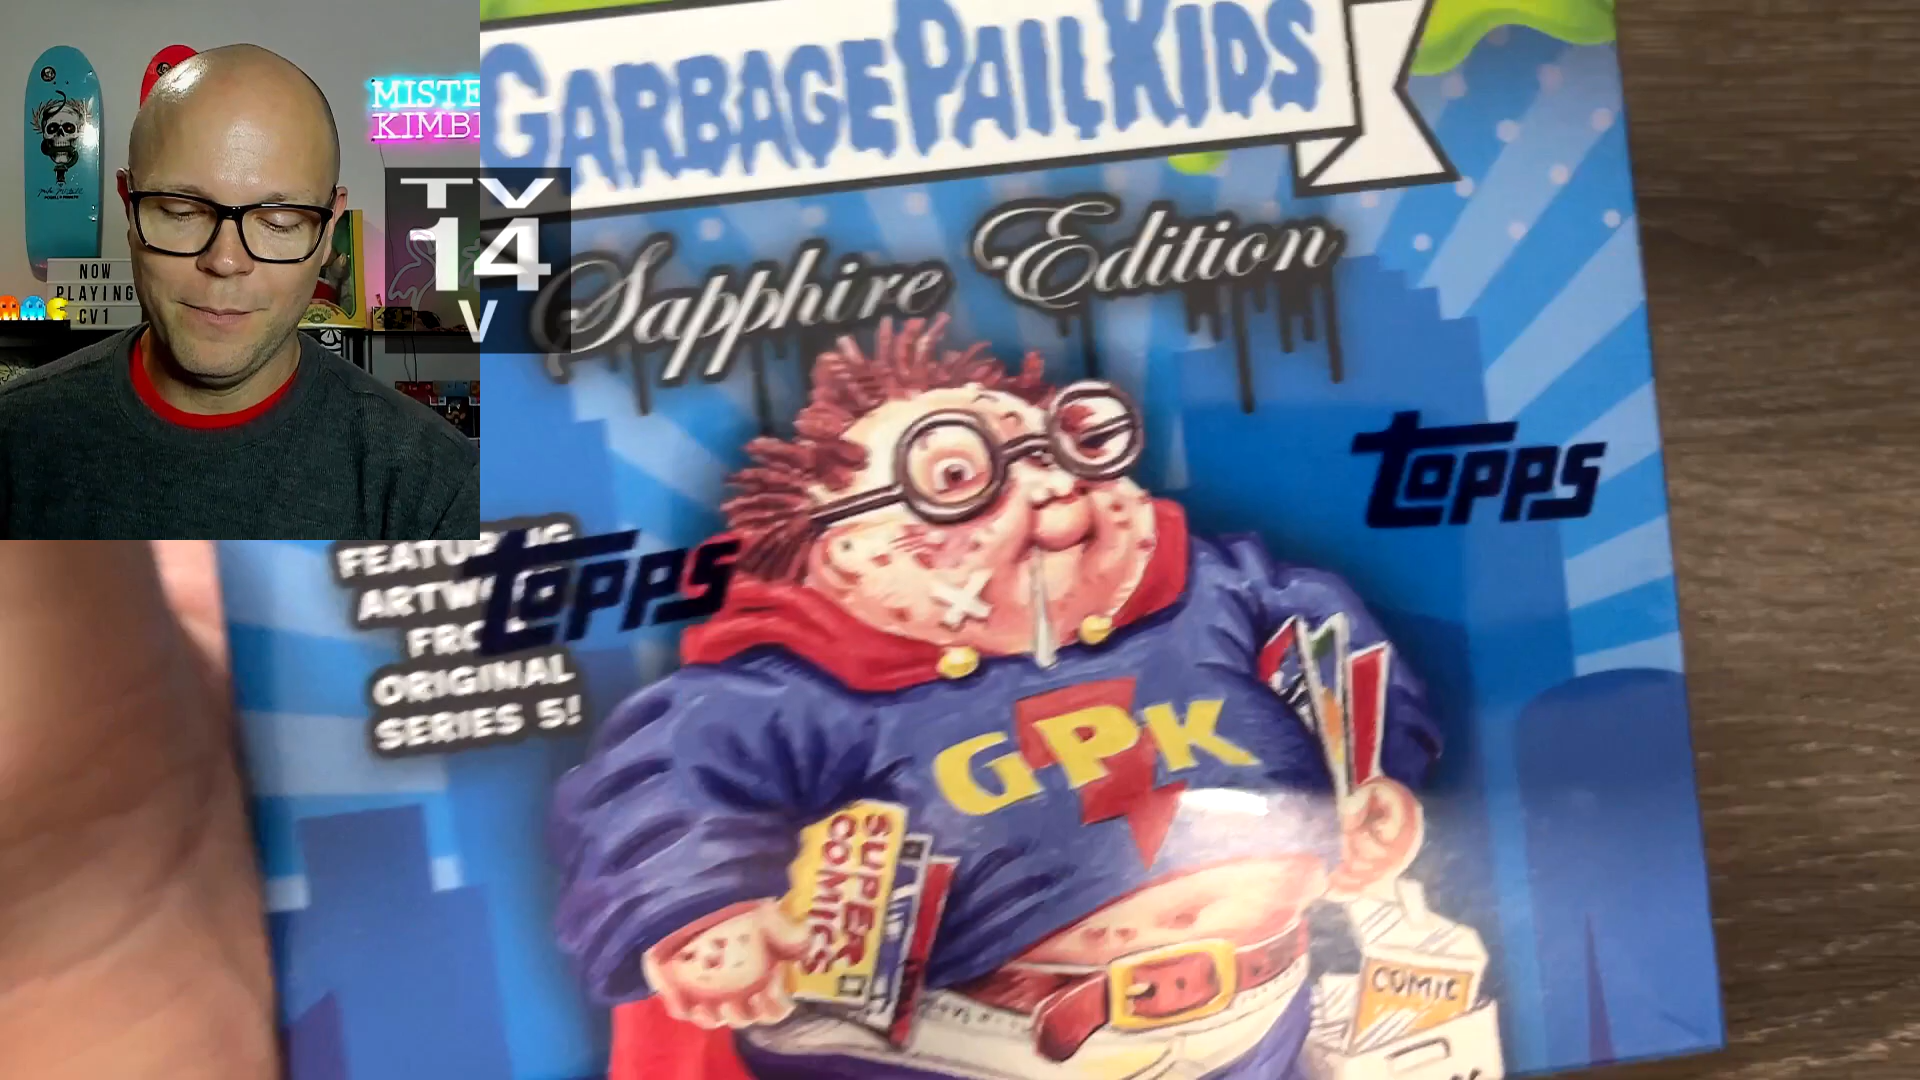 MISTE
KIMB
TV
14
V
NOW
PLAYING
CV1
GARBAGE PAIL KIDS
Sapphire Edition
topps
topps
ORIGINAL
SERIES 5!
GPK
SUPER
COMICS
COMIC